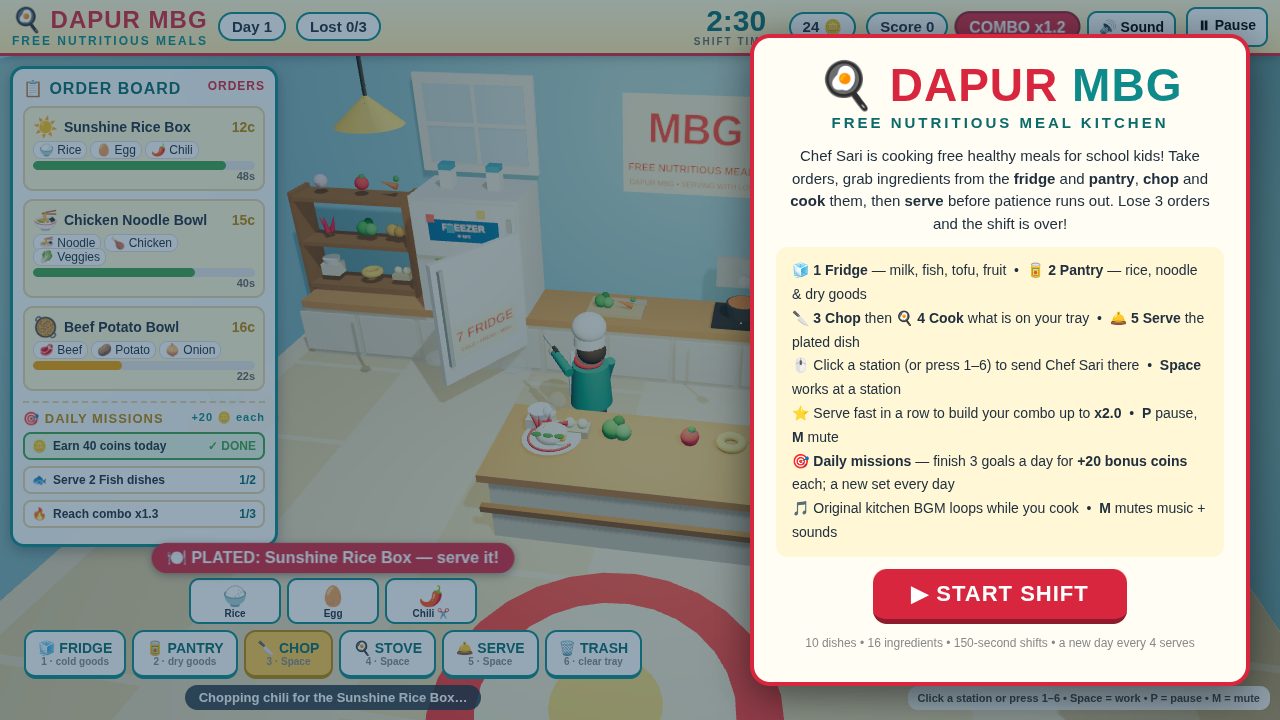 DAPUR MBG
FREE NUTRITIOUS MEALS
Day 1
Lost 0/3
2:30
24
Score 0
COMBO x1.2
Sound
Pause
ORDER BOARD
ORDERS
Sunshine Rice Box 12c
Rice Egg Chili
48s
Chicken Noodle Bowl 15c
Noodle Chicken
Veggies
40s
Beef Potato Bowl 16c
Beef Potato Onion
22s
DAILY MISSIONS +20 each
Earn 40 coins today ✓ DONE
Serve 2 Fish dishes 1/2
Reach combo x1.3 1/3
MBG
FREE NUTRITIOUS
FREEZER
7 FRIDGE
PLATED: Sunshine Rice Box — serve it!
Rice
Egg
Chili
FRIDGE
1 · cold goods
PANTRY
2 · dry goods
CHOP
3 · Space
STOVE
4 · Space
SERVE
5 · Space
TRASH
6 · clear tray
Chopping chili for the Sunshine Rice Box…
DAPUR MBG
FREE NUTRITIOUS MEAL KITCHEN
Chef Sari is cooking free healthy meals for school kids! Take
orders, grab ingredients from the fridge and pantry, chop and
cook them, then serve before patience runs out. Lose 3 orders
and the shift is over!
1 Fridge — milk, fish, tofu, fruit • 2 Pantry — rice, noodle
& dry goods
3 Chop then 4 Cook what is on your tray • 5 Serve the
plated dish
Click a station (or press 1–6) to send Chef Sari there • Space
works at a station
Serve fast in a row to build your combo up to x2.0 • P pause,
M mute
Daily missions — finish 3 goals a day for +20 bonus coins
each; a new set every day
Original kitchen BGM loops while you cook • M mutes music +
sounds
▶ START SHIFT
10 dishes • 16 ingredients • 150-second shifts • a new day every 4 serves
Click a station or press 1–6 • Space = work • P = pause • M = mute